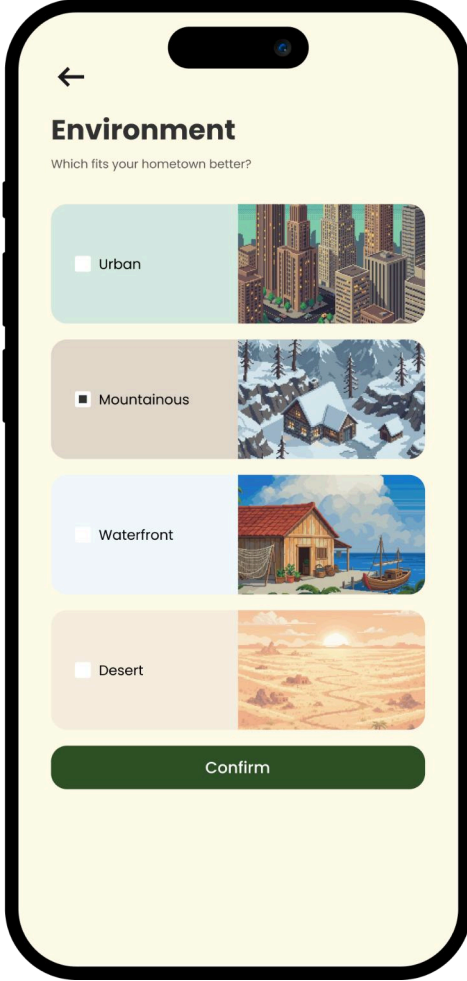 Environment
Which fits your hometown better?
Urban
Mountainous
Waterfront
Desert
Confirm